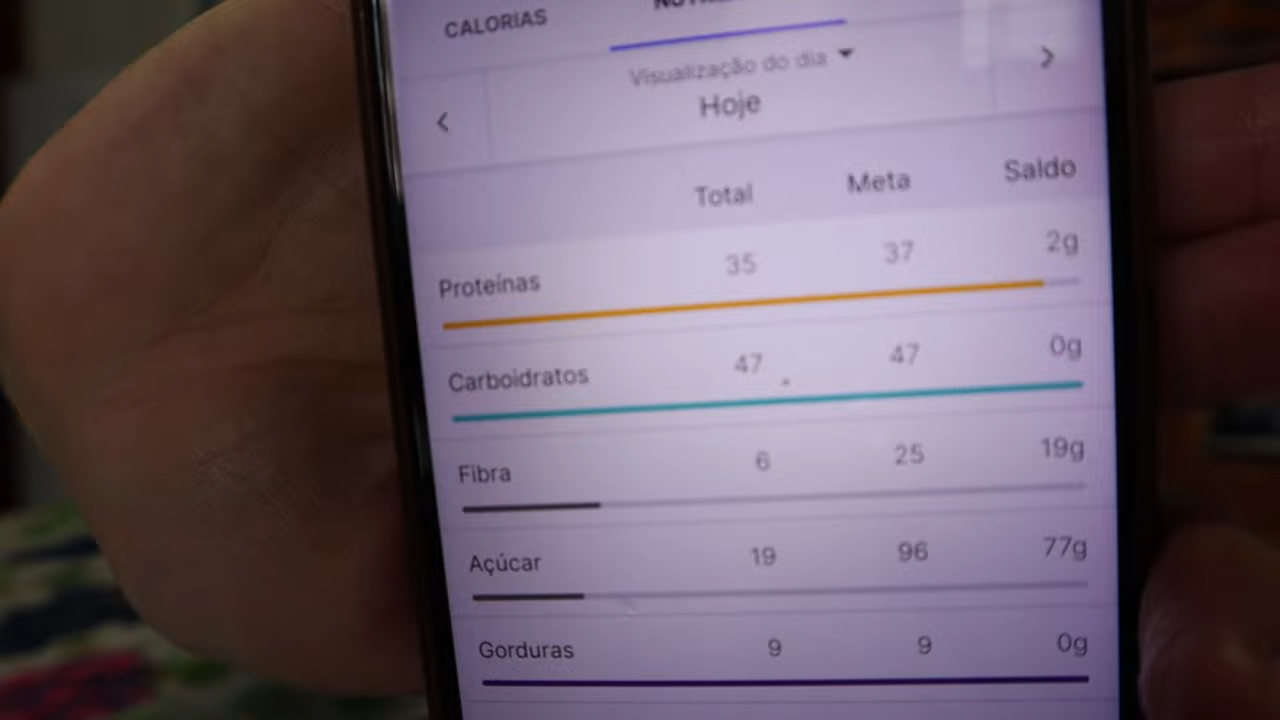 CALORIAS
Visualização do dia
Hoje
Total Meta Saldo
Proteínas 35 37 2g
Carboidratos 47 47 0g
Fibra 6 25 19g
Açúcar 19 96 77g
Gorduras 9 9 0g